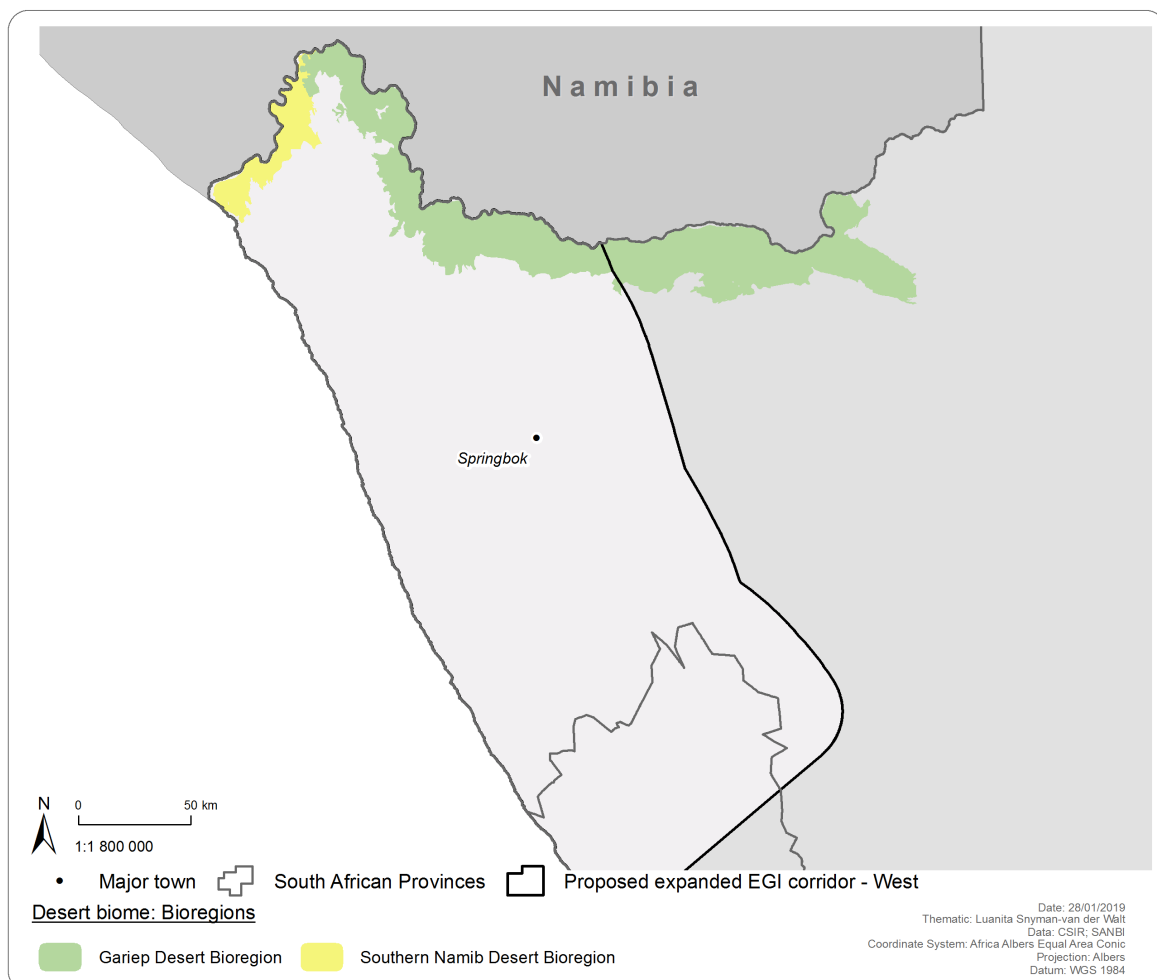 Namibia
Springbok
N
0 50 km
1:1 800 000
Major town South African Provinces Proposed expanded EGI corridor - West
Desert biome: Bioregions
Gariep Desert Bioregion Southern Namib Desert Bioregion
Date: 28/01/2019
Thematic: Luanita Snyman-van der Walt
Data: CSIR; SANBI
Coordinate System: Africa Albers Equal Area Conic
Projection: Albers
Datum: WGS 1984